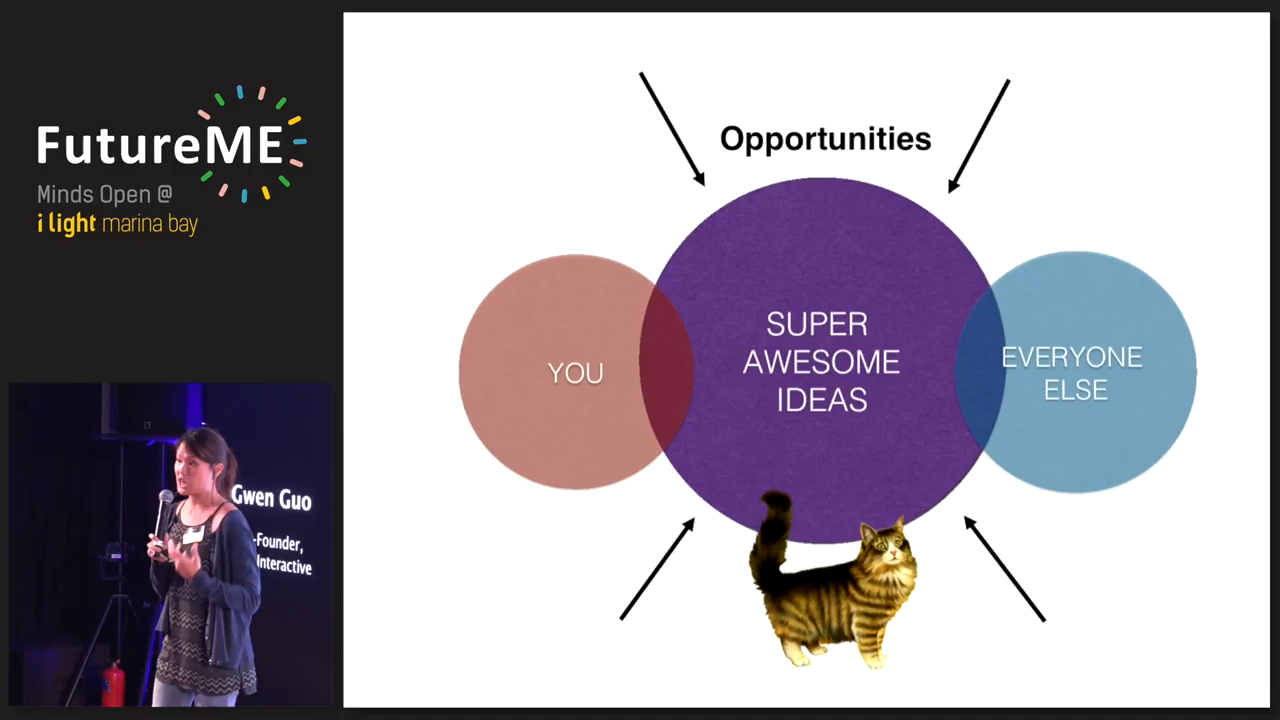 FutureME
Minds Open @
i light marina bay
Opportunities
YOU
SUPER
AWESOME
IDEAS
EVERYONE
ELSE
Gwen Guo
-Founder,
Interactive